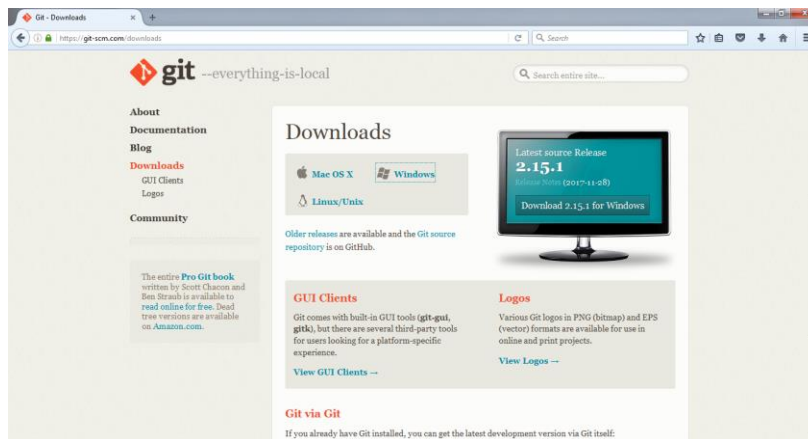 Git - Downloads
https://git-scm.com/downloads
Search
git --everything-is-local
Search entire site...
About
Documentation
Blog
Downloads
GUI Clients
Logos
Community
The entire Pro Git book
written by Scott Chacon and
Ben Straub is available to
read online for free. Dead
tree versions are available
on Amazon.com.
Downloads
Mac OS X
Windows
Linux/Unix
Older releases are available and the Git source
repository is on GitHub.
Latest source Release
2.15.1
Release Notes (2017-11-28)
Download 2.15.1 for Windows
GUI Clients
Git comes with built-in GUI tools (git-gui,
gitk), but there are several third-party tools
for users looking for a platform-specific
experience.
View GUI Clients →
Logos
Various Git logos in PNG (bitmap) and EPS
(vector) formats are available for use in
online and print projects.
View Logos →
Git via Git
If you already have Git installed, you can get the latest development version via Git itself: